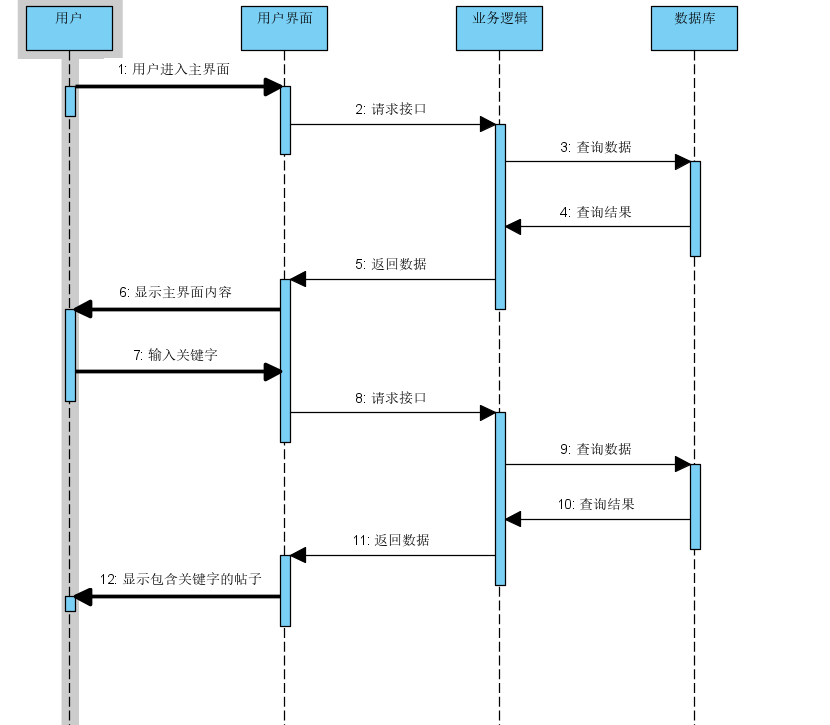 用户
用户界面
业务逻辑
数据库
1: 用户进入主界面
2: 请求接口
3: 查询数据
4: 查询结果
5: 返回数据
6: 显示主界面内容
7: 输入关键字
8: 请求接口
9: 查询数据
10: 查询结果
11: 返回数据
12: 显示包含关键字的帖子